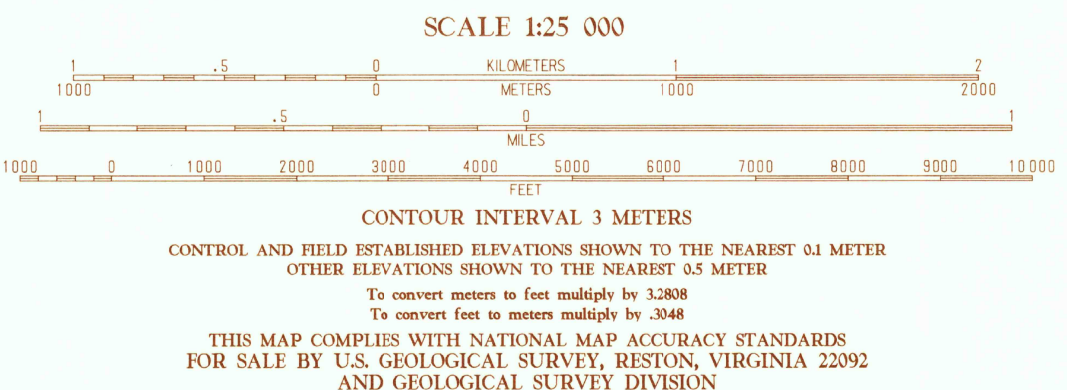 SCALE 1:25 000
1 .5 0 KILOMETERS 1 2
1000 0 METERS 1000 2000
1 .5 0 1
MILES
1000 0 1000 2000 3000 4000 5000 6000 7000 8000 9000 10 000
FEET
CONTOUR INTERVAL 3 METERS
CONTROL AND FIELD ESTABLISHED ELEVATIONS SHOWN TO THE NEAREST 0.1 METER
OTHER ELEVATIONS SHOWN TO THE NEAREST 0.5 METER
To convert meters to feet multiply by 3.2808
To convert feet to meters multiply by .3048
THIS MAP COMPLIES WITH NATIONAL MAP ACCURACY STANDARDS
FOR SALE BY U.S. GEOLOGICAL SURVEY, RESTON, VIRGINIA 22092
AND GEOLOGICAL SURVEY DIVISION